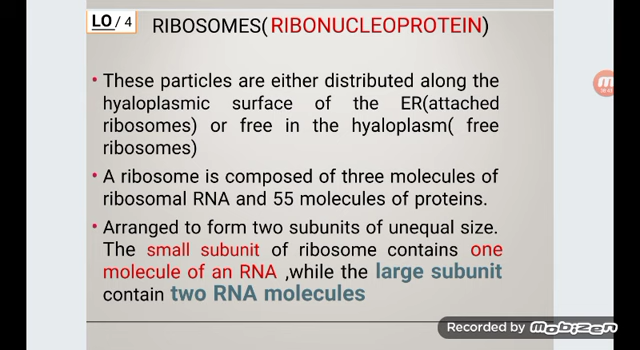 LO / 4
RIBOSOMES(RIBONUCLEOPROTEIN)
• These particles are either distributed along the
hyaloplasmic surface of the ER(attached
ribosomes) or free in the hyaloplasm( free
ribosomes)
• A ribosome is composed of three molecules of
ribosomal RNA and 55 molecules of proteins.
• Arranged to form two subunits of unequal size.
The small subunit of ribosome contains one
molecule of an RNA ,while the large subunit
contain two RNA molecules
Recorded by mobizen